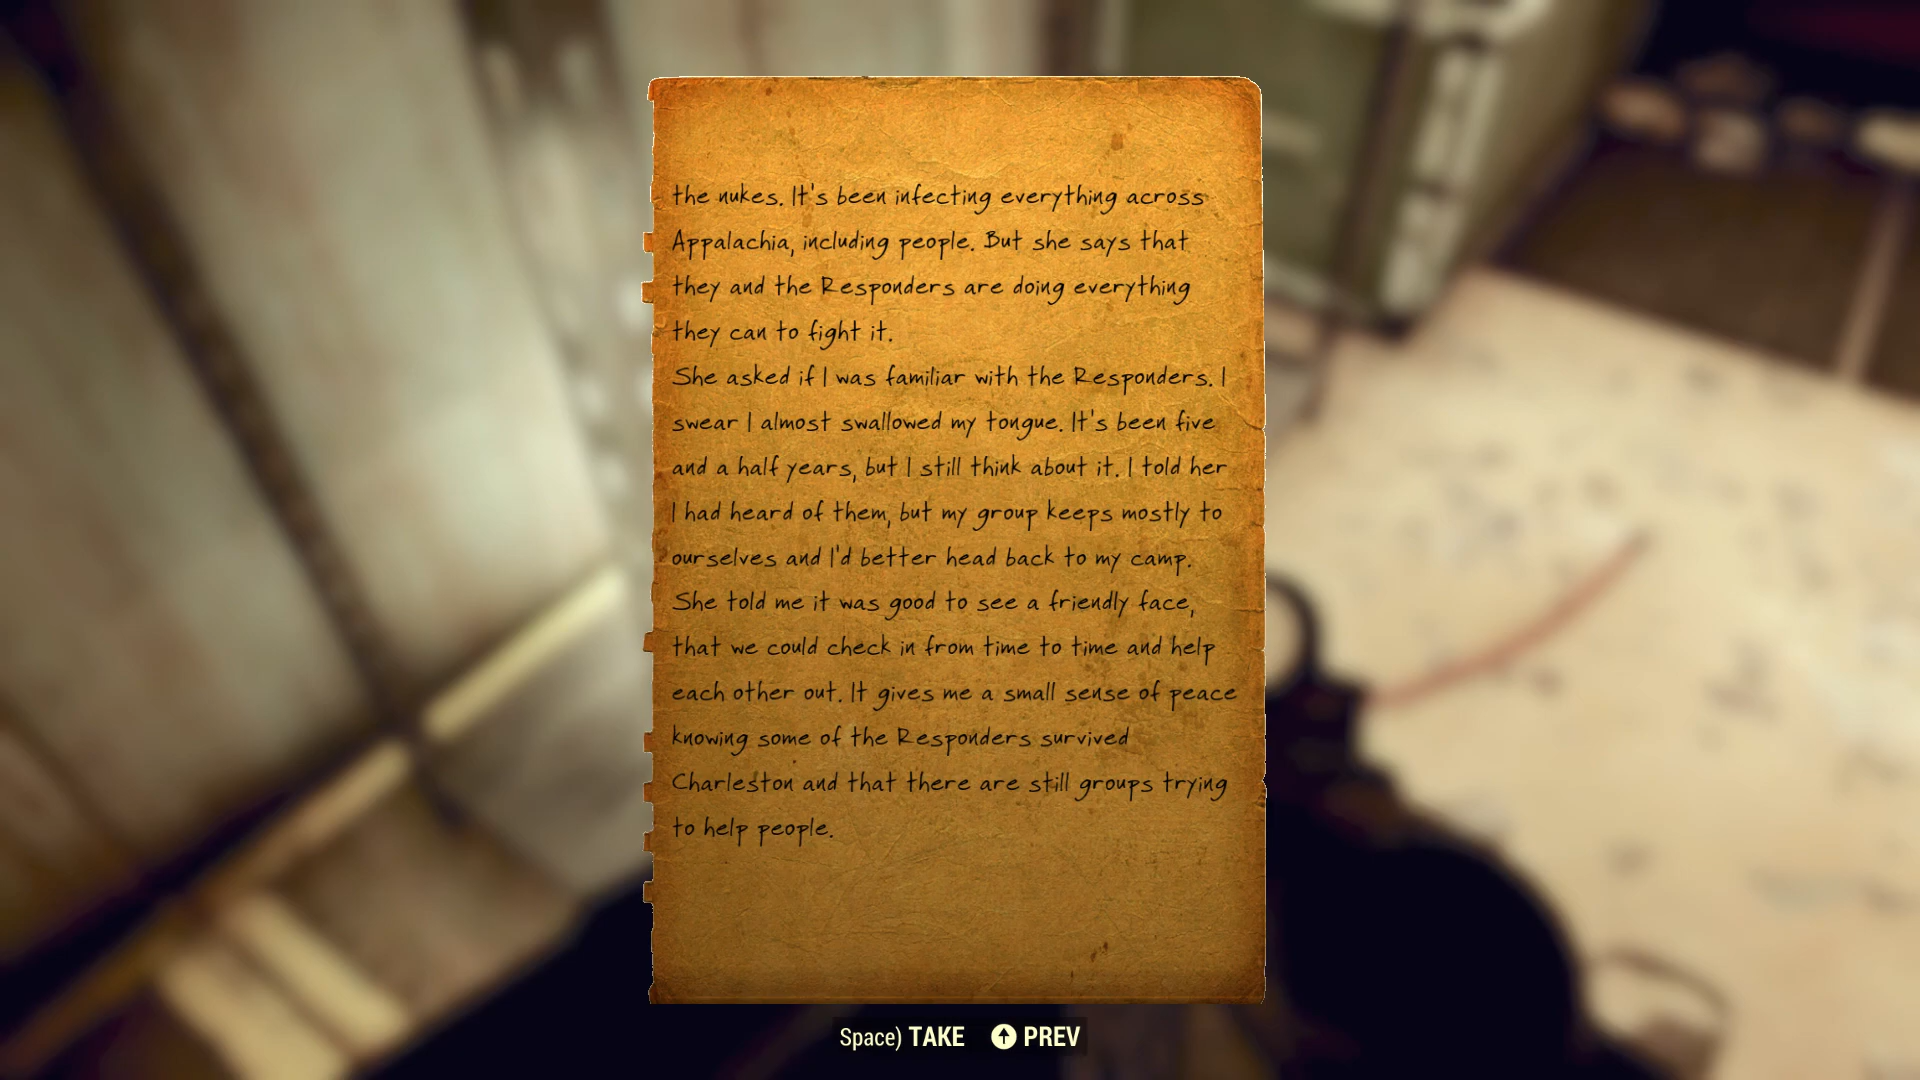 the nukes. It's been infecting everything across
Appalachia, including people. But she says that
they and the Responders are doing everything
they can to fight it.
She asked if I was familiar with the Responders. I
swear I almost swallowed my tongue. It's been five
and a half years, but I still think about it. I told her
I had heard of them, but my group keeps mostly to
ourselves and I'd better head back to my camp.
She told me it was good to see a friendly face,
that we could check in from time to time and help
each other out. It gives me a small sense of peace
knowing some of the Responders survived
Charleston and that there are still groups trying
to help people.
Space) TAKE PREV